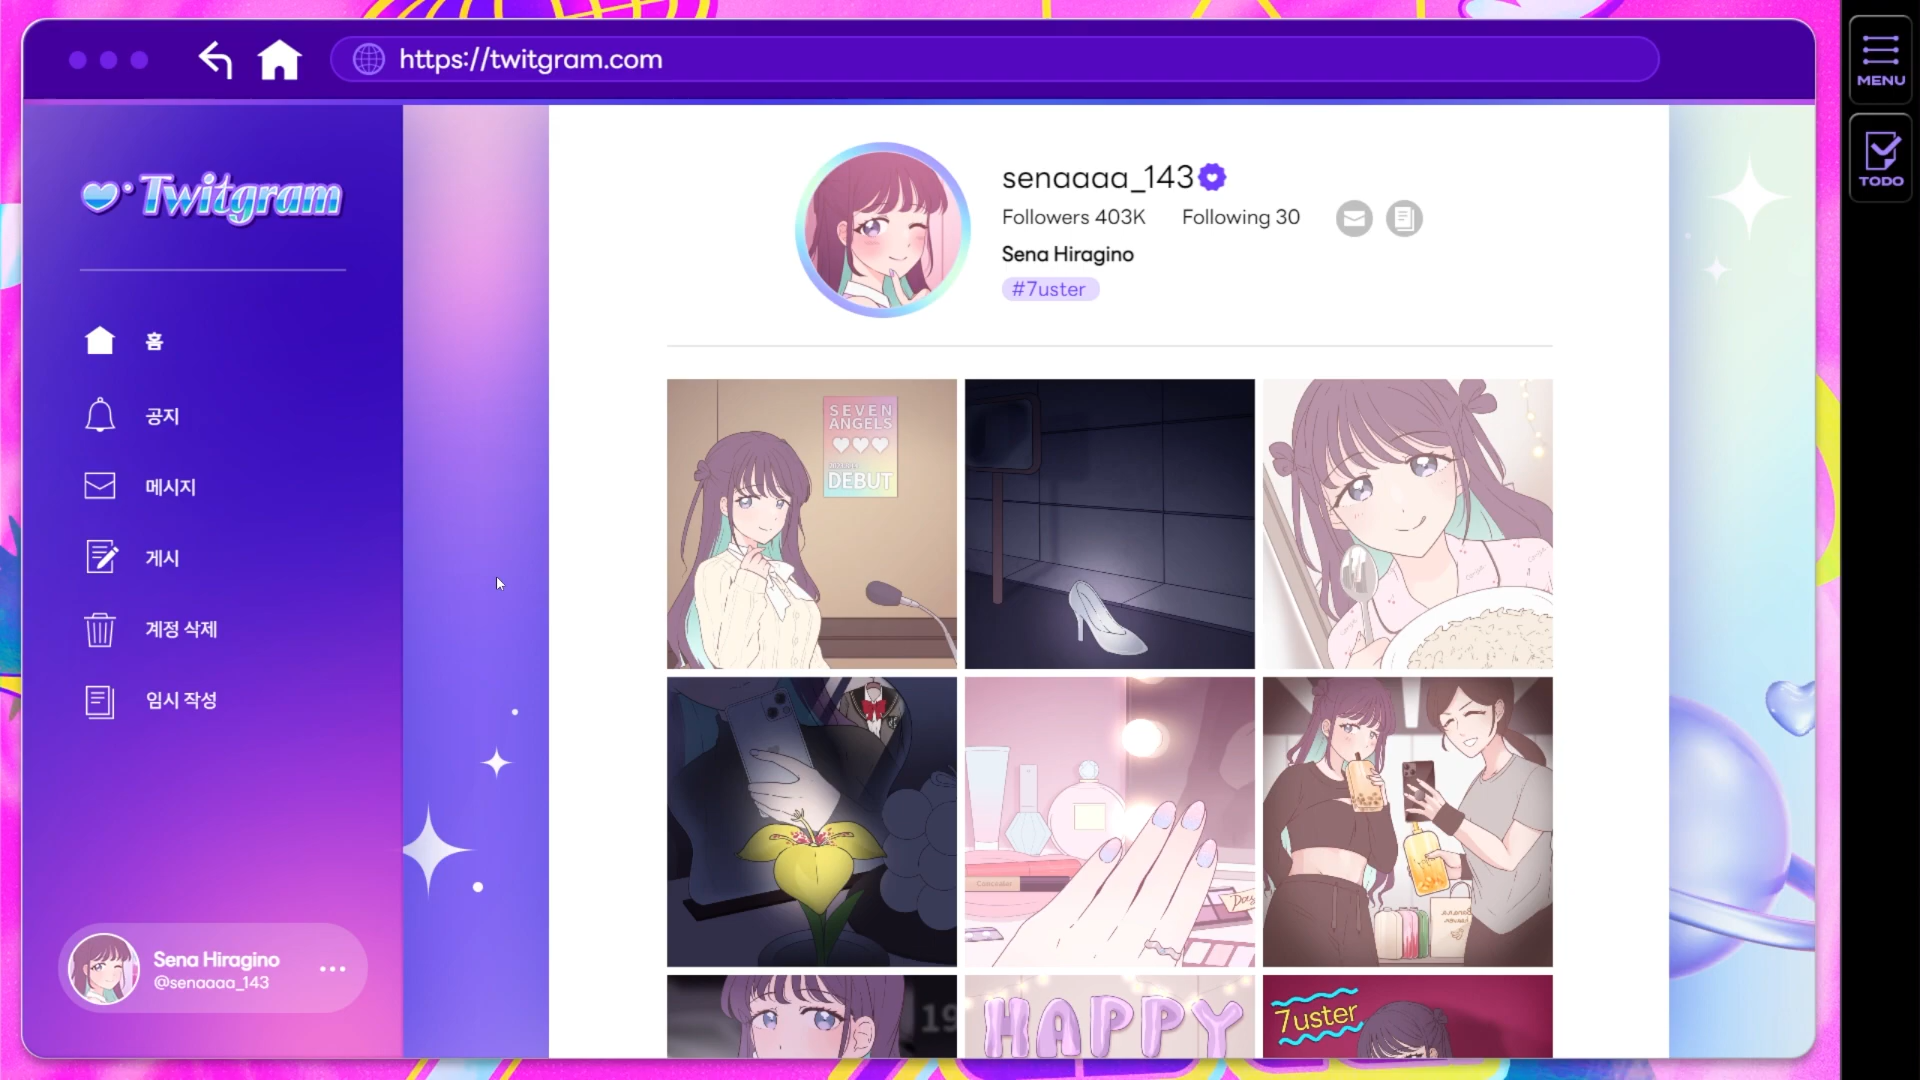 https://twitgram.com
MENU
TODO
Twitgram
홈
공지
메시지
게시
계정 삭제
임시 작성
Sena Hiragino
@senaaaa_143
senaaaa_143
Followers 403K
Following 30
Sena Hiragino
#7uster
SEVEN
ANGELS
DEBUT
Concealer
HAPPY
7uster